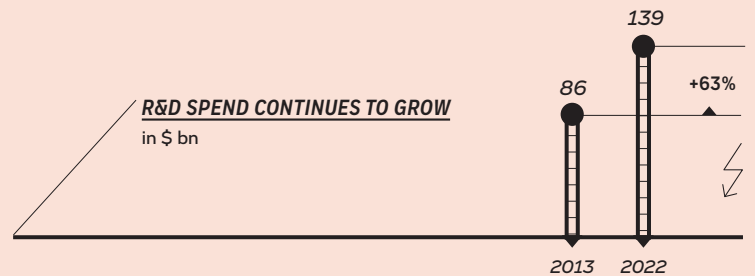 139
+63%
86
R&D SPEND CONTINUES TO GROW
in $ bn
2013 2022